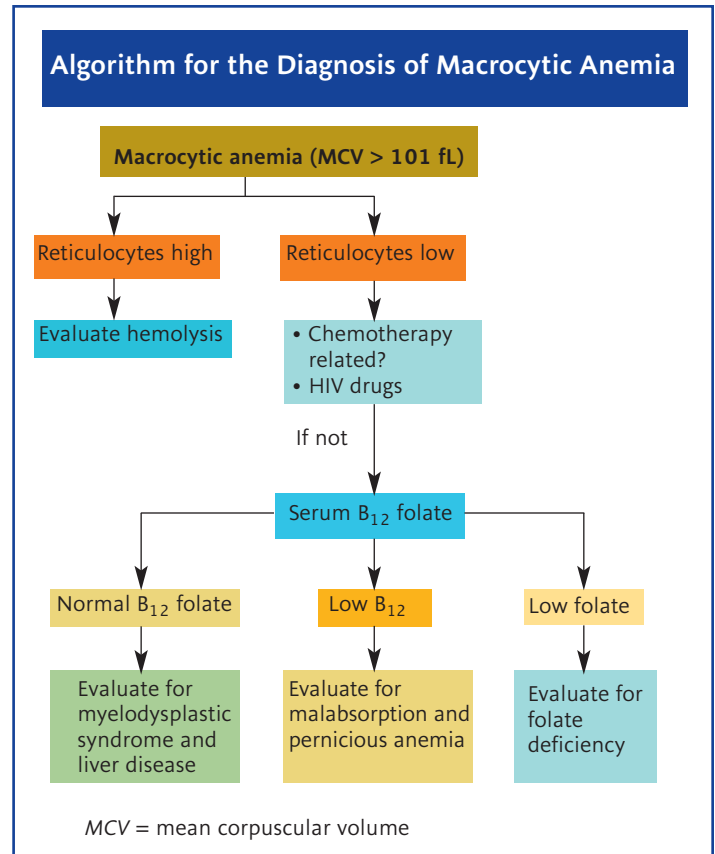 Algorithm for the Diagnosis of Macrocytic Anemia
Macrocytic anemia (MCV > 101 fL)
Reticulocytes high
Reticulocytes low
Evaluate hemolysis
• Chemotherapy
related?
• HIV drugs
If not
Serum B₁₂ folate
Normal B₁₂ folate
Low B₁₂
Low folate
Evaluate for
myelodysplastic
syndrome and
liver disease
Evaluate for
malabsorption and
pernicious anemia
Evaluate for
folate
deficiency
MCV = mean corpuscular volume